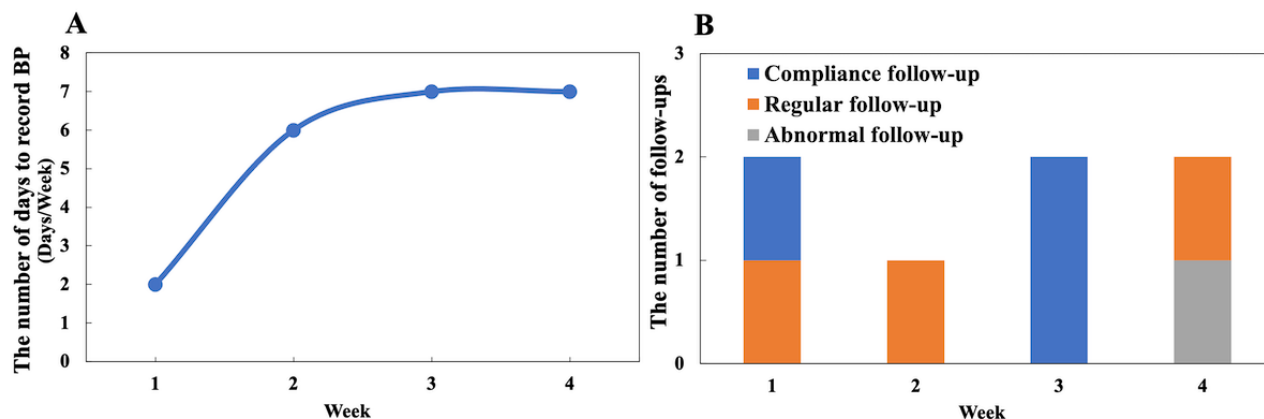 A
The number of days to record BP
(Days/Week)
8
7
6
5
4
3
2
1
0
1 2 3 4
Week
B
The number of follow-ups
3
2
1
0
Compliance follow-up
Regular follow-up
Abnormal follow-up
1 2 3 4
Week